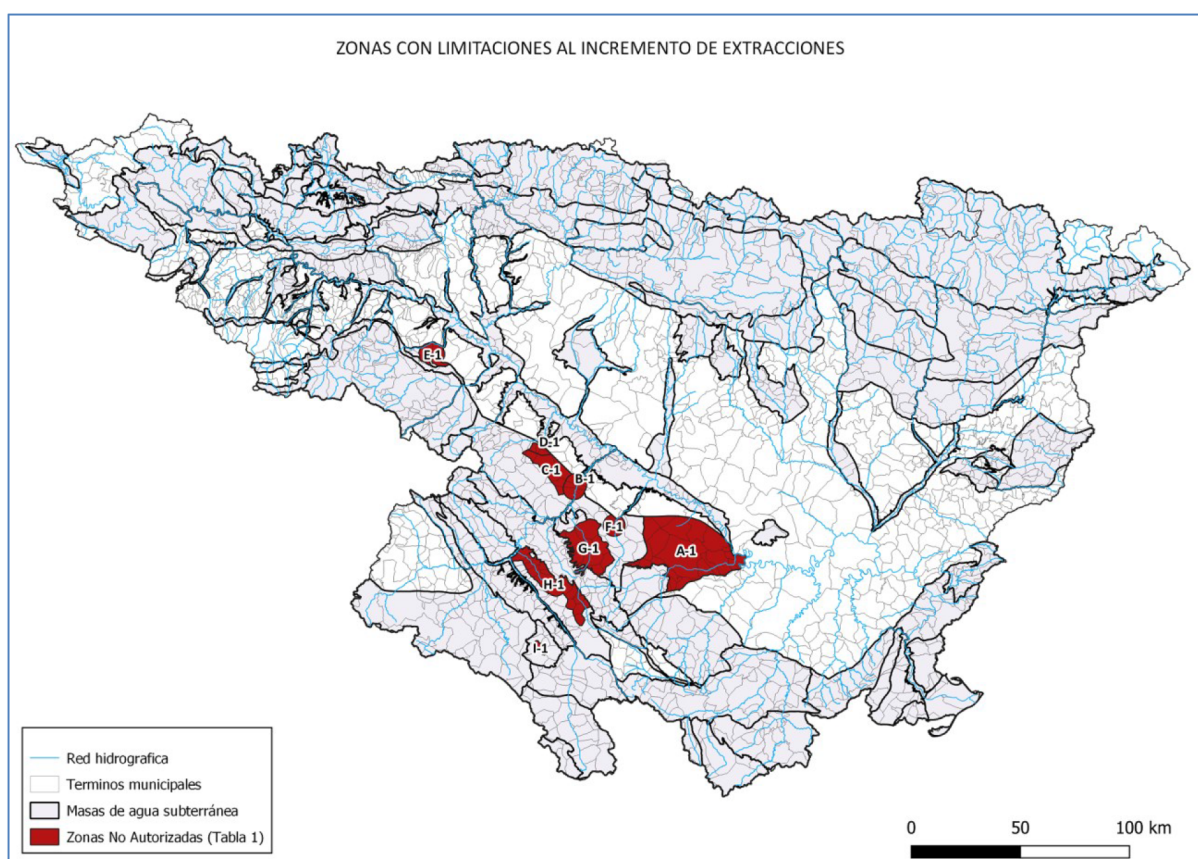 ZONAS CON LIMITACIONES AL INCREMENTO DE EXTRACCIONES
E-1
D-1
C-1
B-1
F-1
G-1
A-1
H-1
I-1
Red hidrografica
Terminos municipales
Masas de agua subterránea
Zonas No Autorizadas (Tabla 1)
0 50 100 km